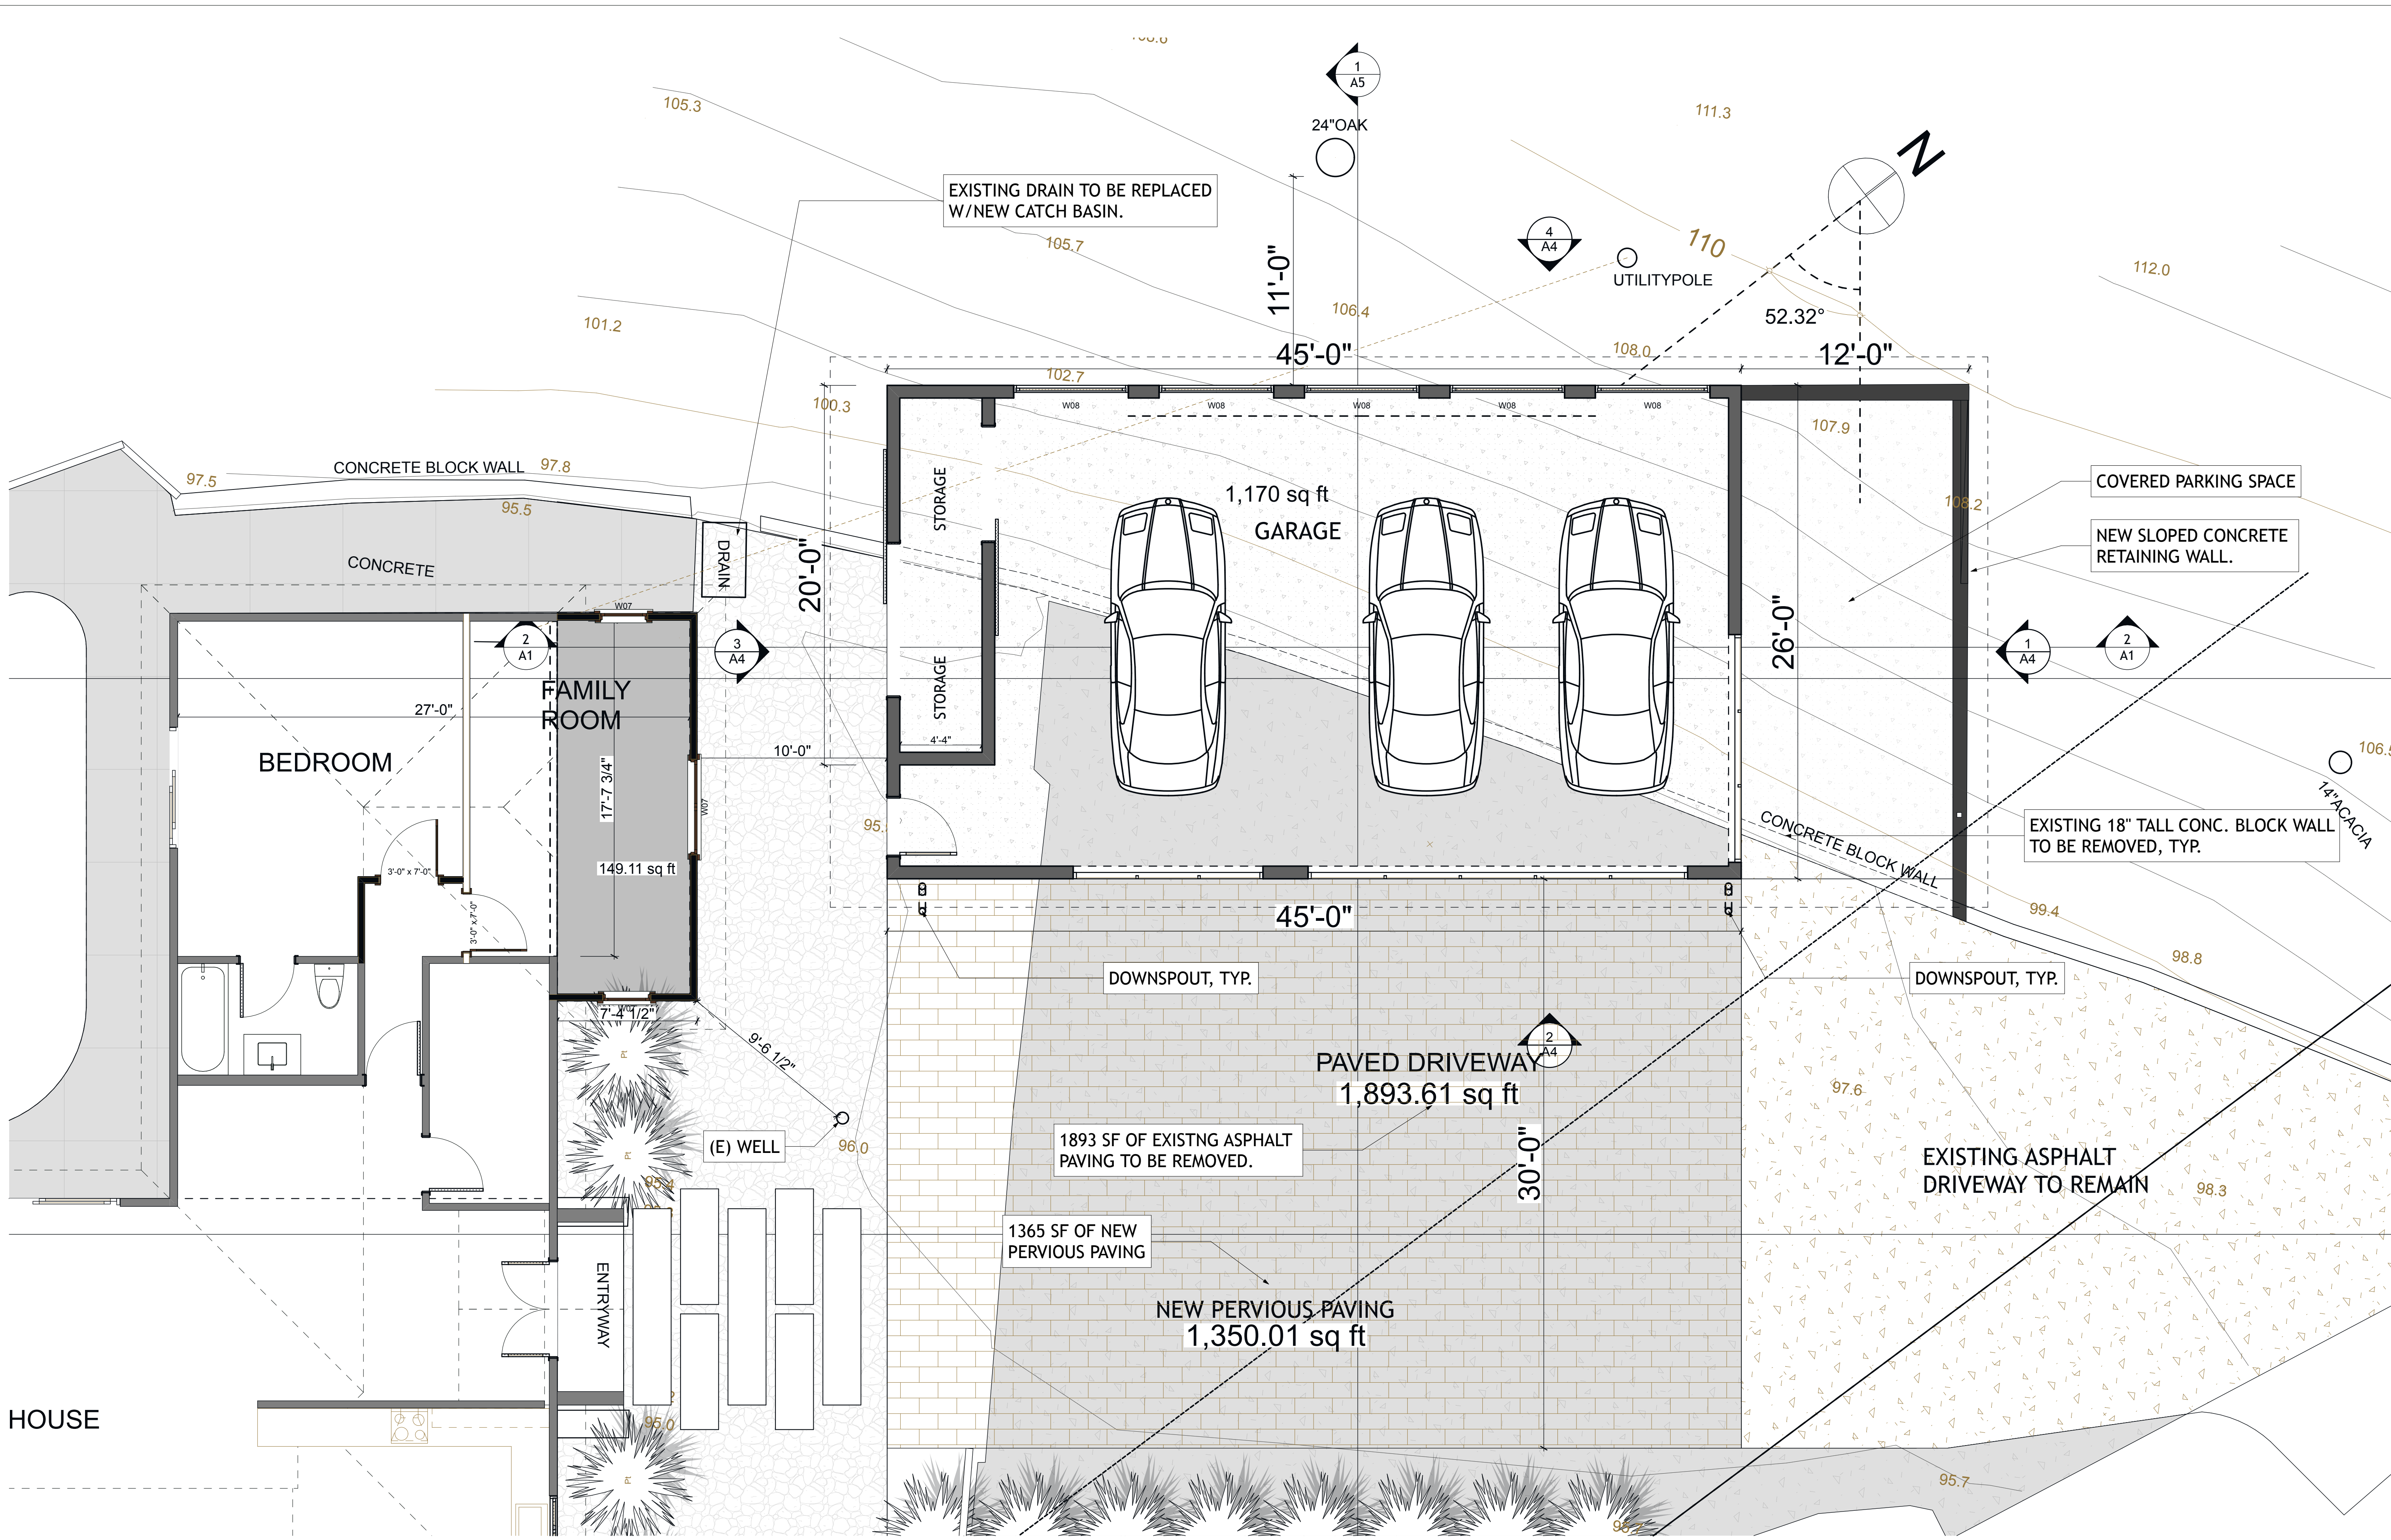 1
A5
105.3
111.3
24"OAK
N
EXISTING DRAIN TO BE REPLACED
W/NEW CATCH BASIN.
4
A4
105.7
110
112.0
UTILITYPOLE
11'-0"
106.4
52.32°
101.2
108.0
45'-0"
12'-0"
102.7
100.3
W08
W08
W08
W08
W08
107.9
CONCRETE BLOCK WALL
97.8
97.5
95.5
STORAGE
1,170 sq ft
GARAGE
COVERED PARKING SPACE
108.2
NEW SLOPED CONCRETE
RETAINING WALL.
CONCRETE
DRAIN
20'-0"
W07
2
A1
3
A4
26'-0"
1
A4
2
A1
FAMILY
ROOM
27'-0"
STORAGE
4'-4"
10'-0"
BEDROOM
17'-7 3/4"
W07
106.5
14"ACACIA
CONCRETE BLOCK WALL
EXISTING 18" TALL CONC. BLOCK WALL
TO BE REMOVED, TYP.
149.11 sq ft
3'-0" x 7'-0"
3'-0" x 7'-0"
45'-0"
99.4
98.8
DOWNSPOUT, TYP.
DOWNSPOUT, TYP.
7'-4 1/2"
9'-6 1/2"
P1
2
A4
PAVED DRIVEWAY
1,893.61 sq ft
97.6
(E) WELL
96.0
1893 SF OF EXISTNG ASPHALT
PAVING TO BE REMOVED.
30'-0"
P1
EXISTING ASPHALT
DRIVEWAY TO REMAIN
98.3
95.4
1365 SF OF NEW
PERVIOUS PAVING
ENTRYWAY
NEW PERVIOUS PAVING
1,350.01 sq ft
HOUSE
95.0
P1
95.7